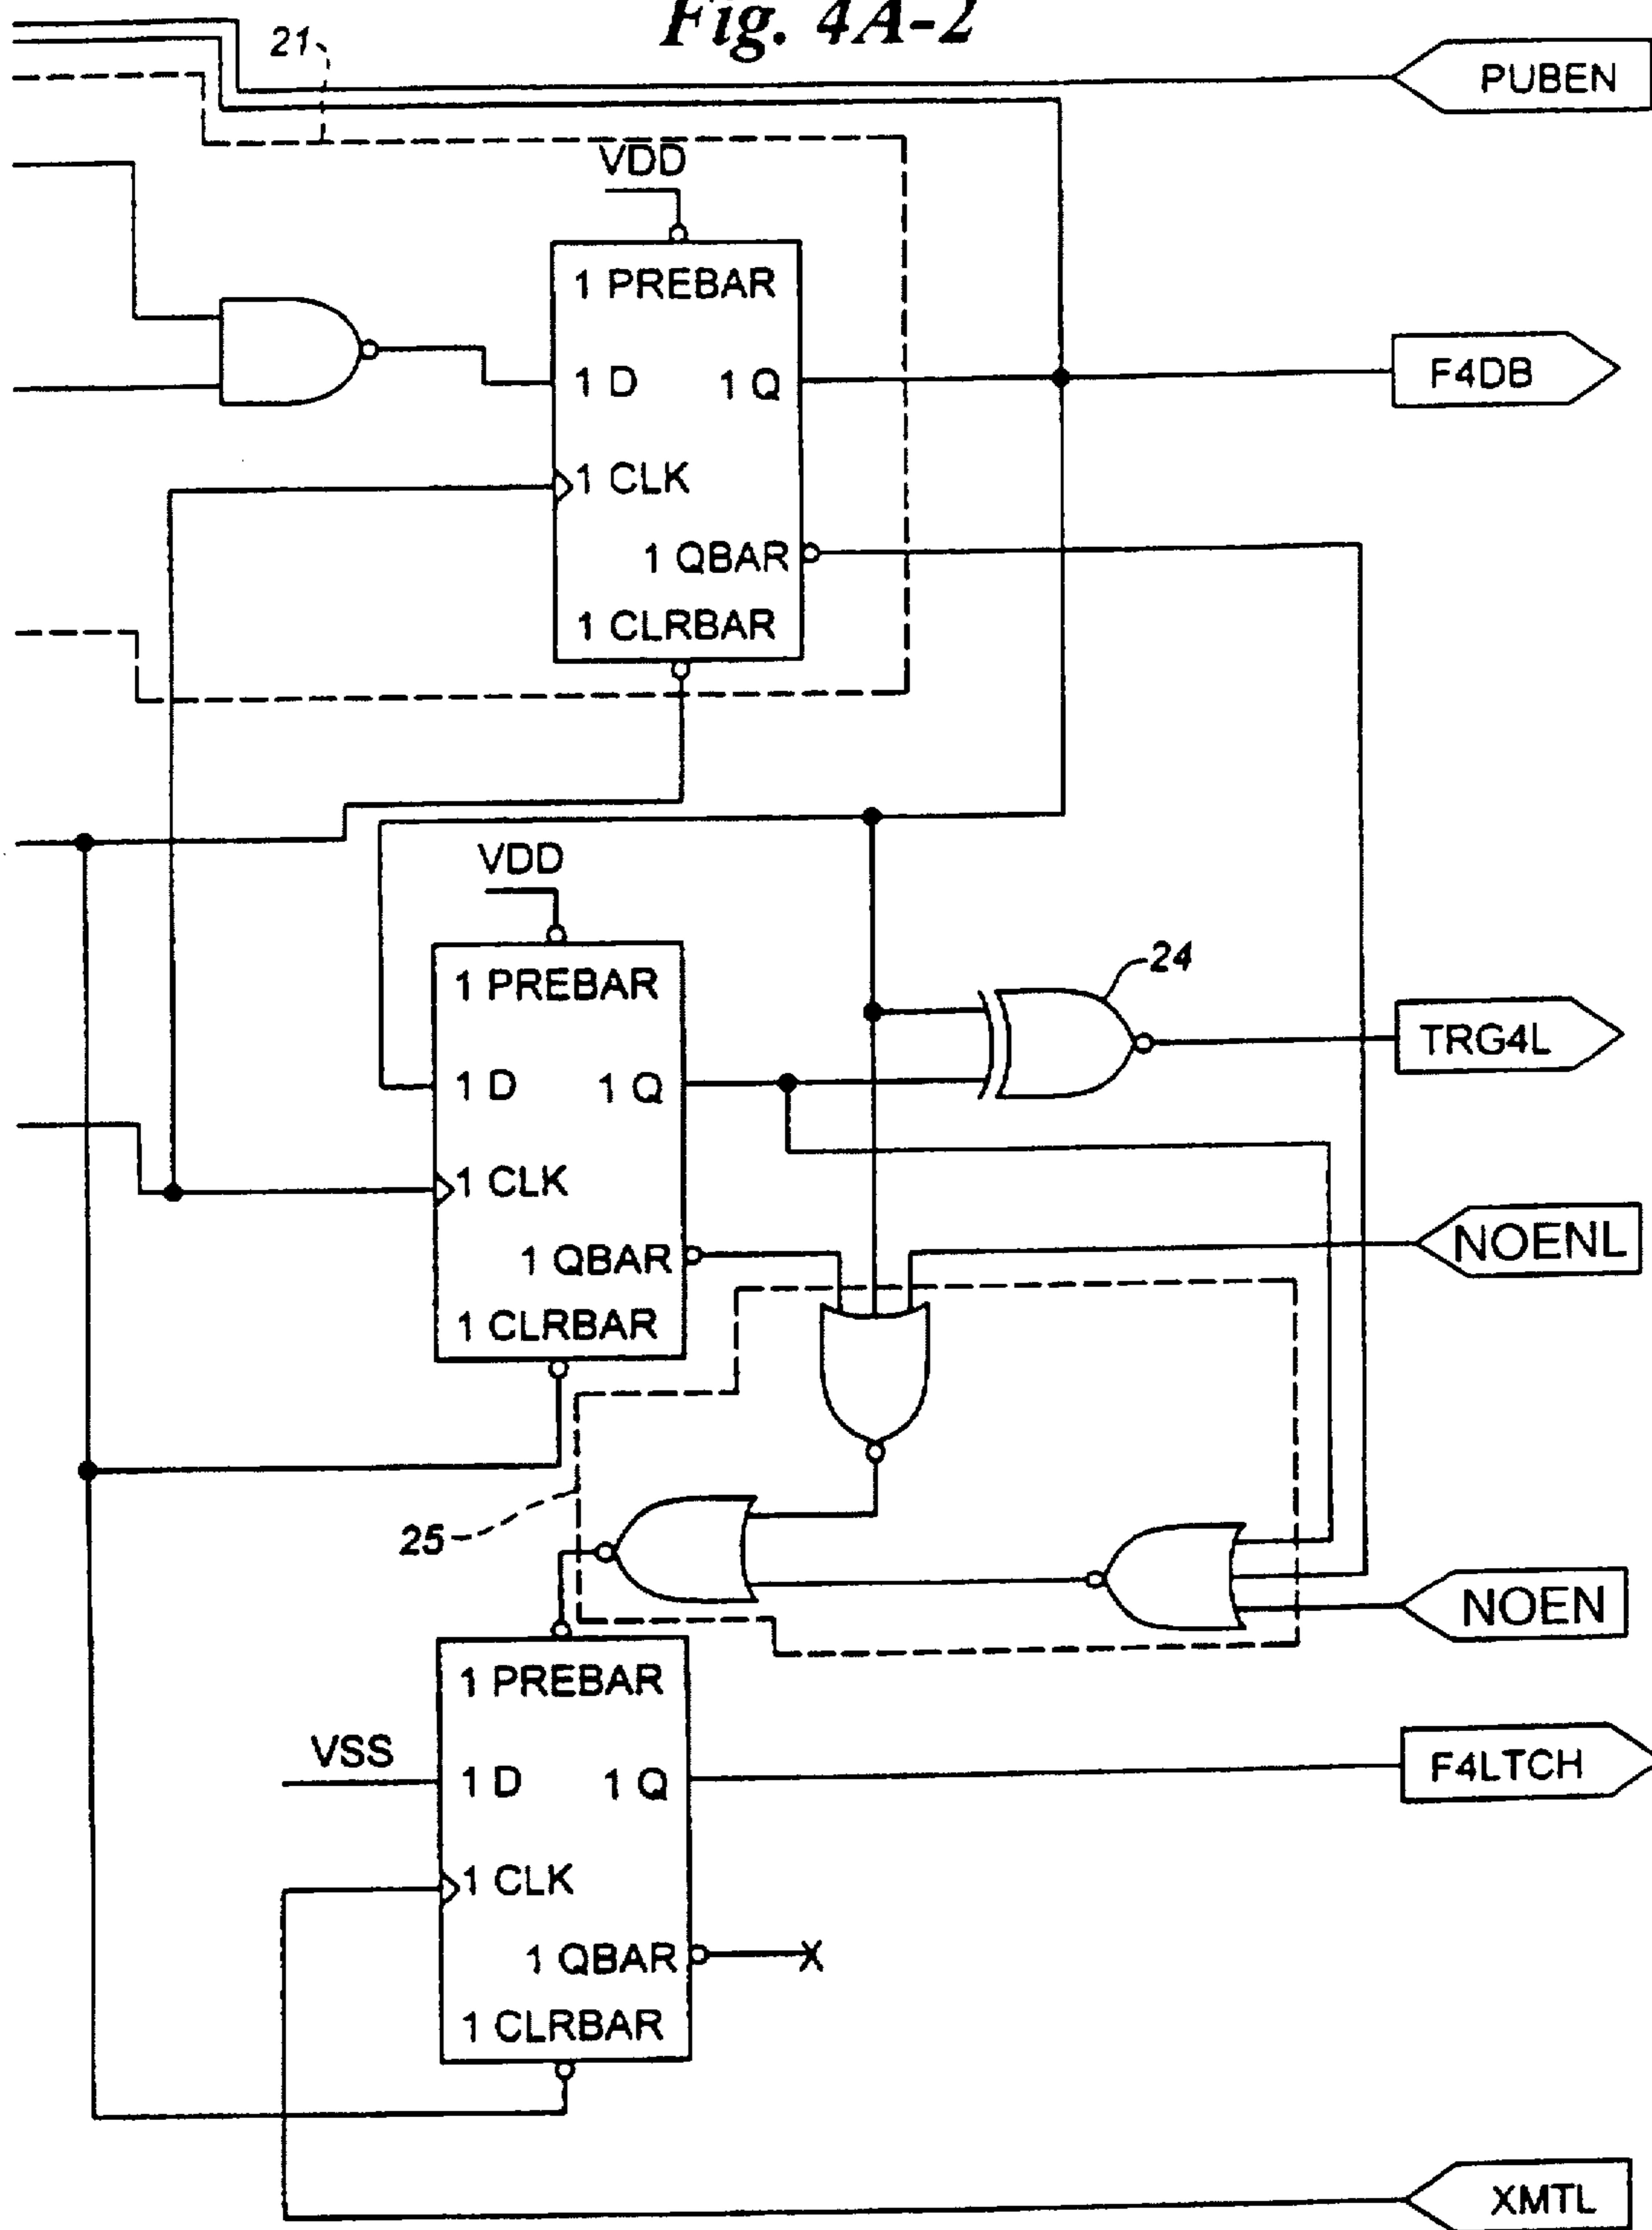 Fig. 4A-2
21
PUBEN
VDD
1 PREBAR
1 D 1 Q
F4DB
1 CLK
1 QBAR
1 CLRBAR
VDD
24
1 PREBAR
TRG4L
1 D 1 Q
1 CLK
NOENL
1 QBAR
1 CLRBAR
25
NOEN
1 PREBAR
VSS
1 D 1 Q
F4LTCH
1 CLK
1 QBAR X
1 CLRBAR
XMTL